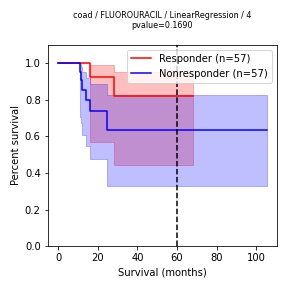 coad / FLUOROURACIL / LinearRegression / 4
pvalue=0.1690
Responder (n=57)
Nonresponder (n=57)
Percent survival
1.0
0.8
0.6
0.4
0.2
0.0
0 20 40 60 80 100
Survival (months)